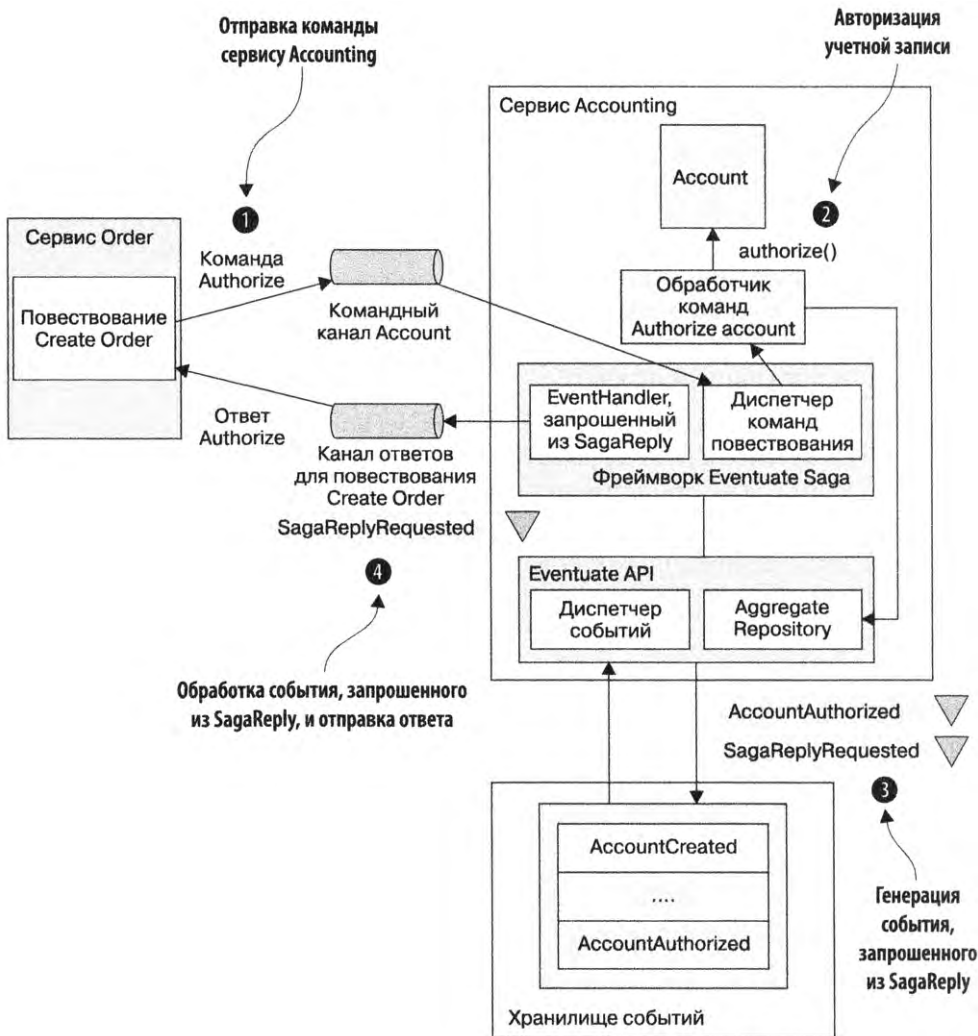 Отправка команды
сервису Accounting
Авторизация
учетной записи
Сервис Accounting
Account
1
2
Сервис Order
Команда
Authorize
authorize()
Повествование
Create Order
Командный
канал Account
Обработчик
команд
Authorize account
Ответ
Authorize
EventHandler,
запрошенный
из SagaReply
Диспетчер
команд
повествования
Канал ответов
для повествования
Create Order
Фреймворк Eventuate Saga
SagaReplyRequested
4
Eventuate API
Диспетчер
событий
Aggregate
Repository
Обработка события, запрошенного
из SagaReply, и отправка ответа
AccountAuthorized
SagaReplyRequested
3
AccountCreated
....
AccountAuthorized
Генерация
события,
запрошенного
из SagaReply
Хранилище событий